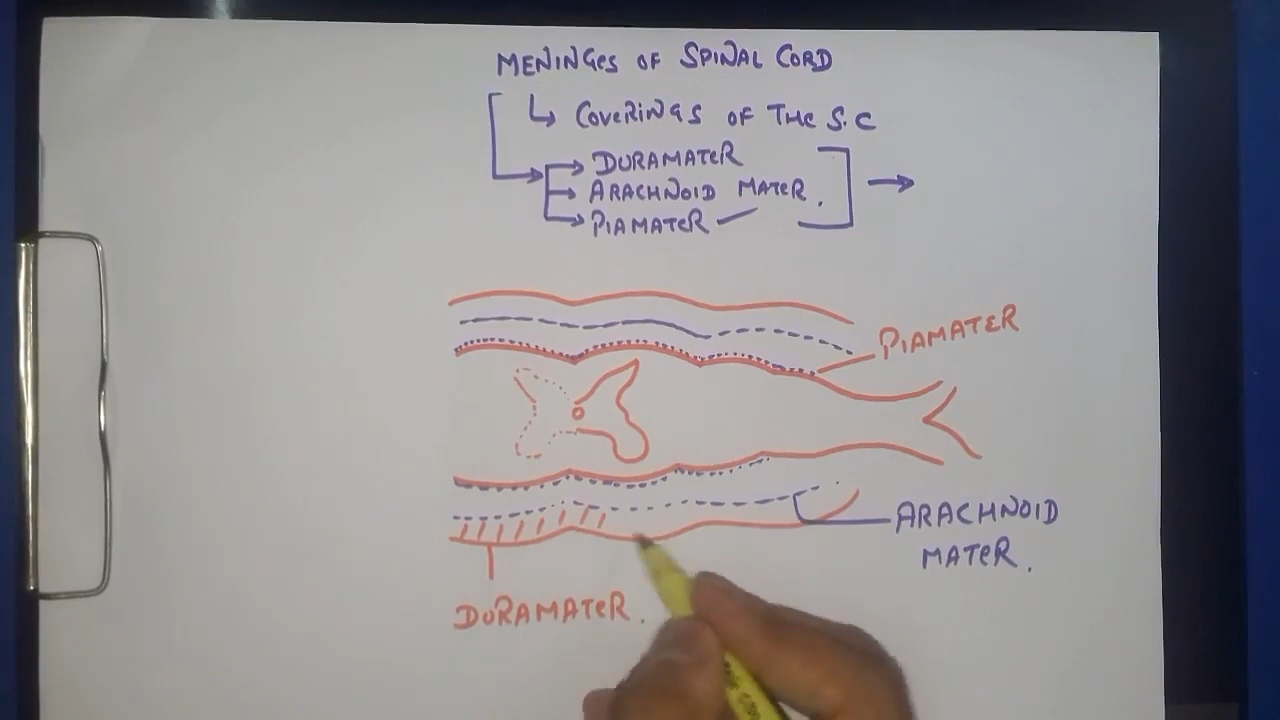 MENINGES OF SPINAL CORD
COVERINGS OF THE S.C
DURAMATER
ARACHNOID MATER.
PIAMATER
PIAMATER
ARACHNOID
MATER.
DURAMATER.